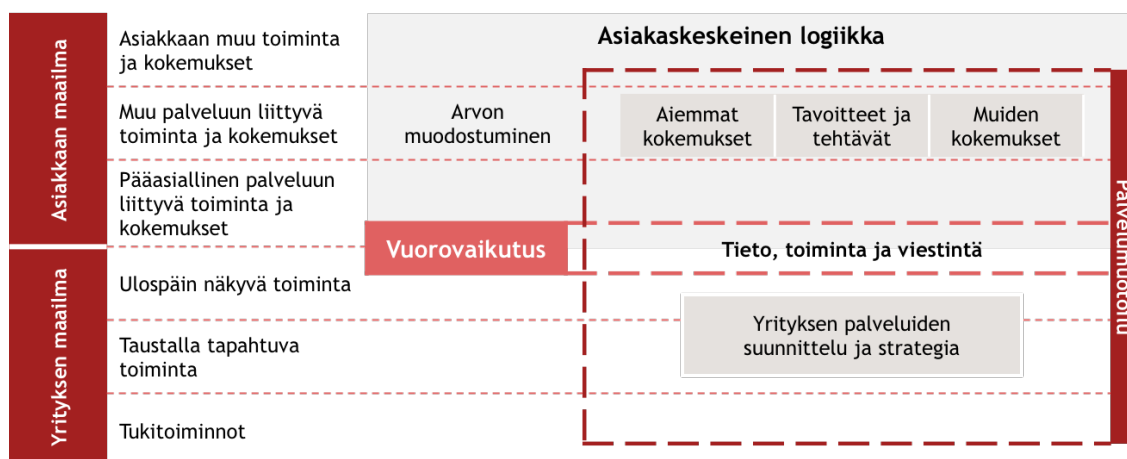 Asiakkaan maailma
Asiakkaan muu toiminta
ja kokemukset
Muu palveluun liittyvä
toiminta ja kokemukset
Pääasiallinen palveluun
liittyvä toiminta ja
kokemukset
Asiakaskeskeinen logiikka
Arvon
muodostuminen
Aiemmat
kokemukset
Tavoitteet ja
tehtävät
Muiden
kokemukset
Vuorovaikutus
Tieto, toiminta ja viestintä
Yrityksen maailma
Ulospäin näkyvä toiminta
Taustalla tapahtuva
toiminta
Tukitoiminnot
Yrityksen palveluiden
suunnittelu ja strategia
Palvelumuotoilu